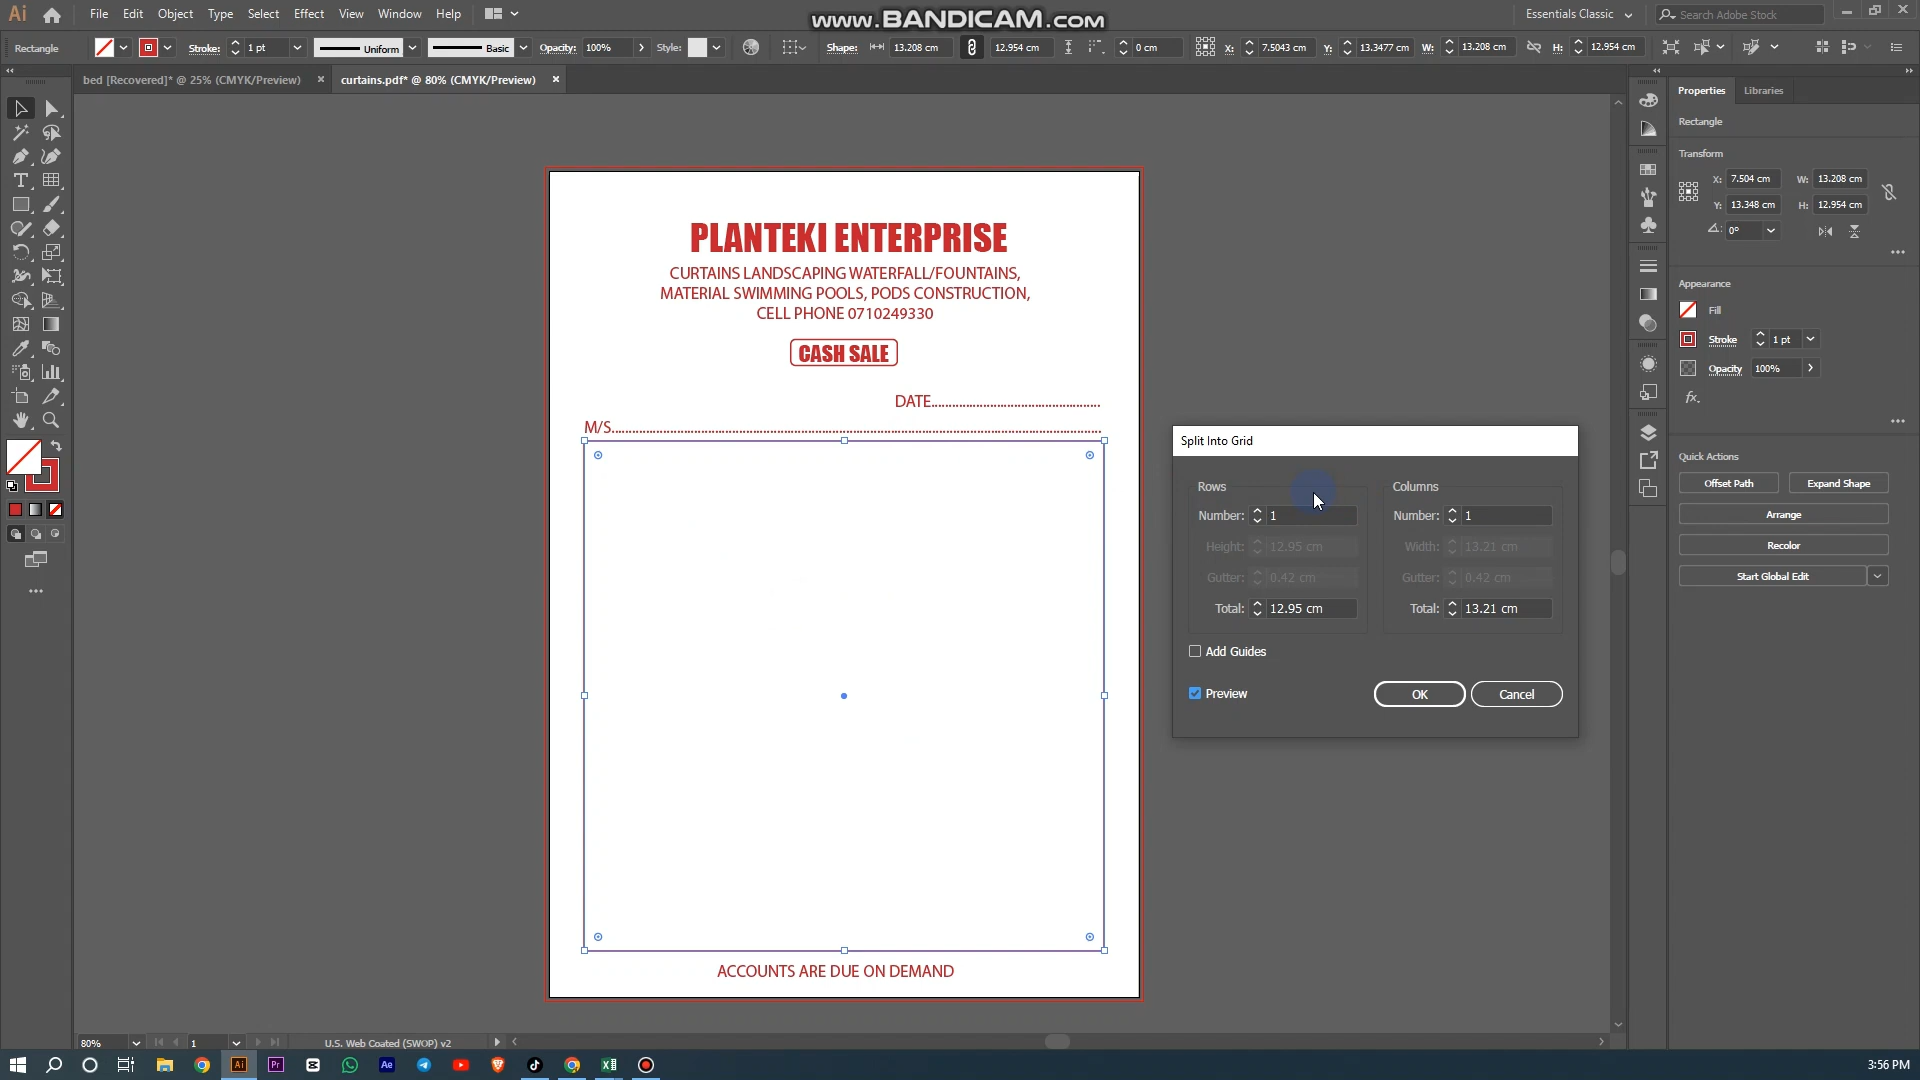 Ai File Edit Object Type Select Effect View Window Help
www.BANDICAM.com
Essentials Classic Search Adobe Stock
Rectangle Stroke: 1 pt Uniform Basic Opacity: 100% Style: Shape: 13.208 cm 12.954 cm 0 cm X: 7.5043 cm Y: 13.3477 cm W: 13.208 cm H: 12.954 cm
bed [Recovered]* @ 25% (CMYK/Preview) × curtains.pdf* @ 80% (CMYK/Preview) ×
Properties Libraries
Rectangle
Transform
X: 7.504 cm W: 13.208 cm
Y: 13.348 cm H: 12.954 cm
0°
Appearance
Fill
Stroke 1 pt
Opacity 100%
fx.
Quick Actions
Offset Path Expand Shape
Arrange
Recolor
Start Global Edit
PLANTEKI ENTERPRISE
CURTAINS LANDSCAPING WATERFALL/FOUNTAINS,
MATERIAL SWIMMING POOLS, PODS CONSTRUCTION,
CELL PHONE 0710249330
CASH SALE
DATE.................................................
M/S.......................................................................................................................................................
ACCOUNTS ARE DUE ON DEMAND
Split Into Grid
Rows Columns
Number: 1 Number: 1
Height: 12.95 cm Width: 13.21 cm
Gutter: 0.42 cm Gutter: 0.42 cm
Total: 12.95 cm Total: 13.21 cm
Add Guides
Preview OK Cancel
80% 1 U.S. Web Coated (SWOP) v2
Ai Pr Ae
3:56 PM